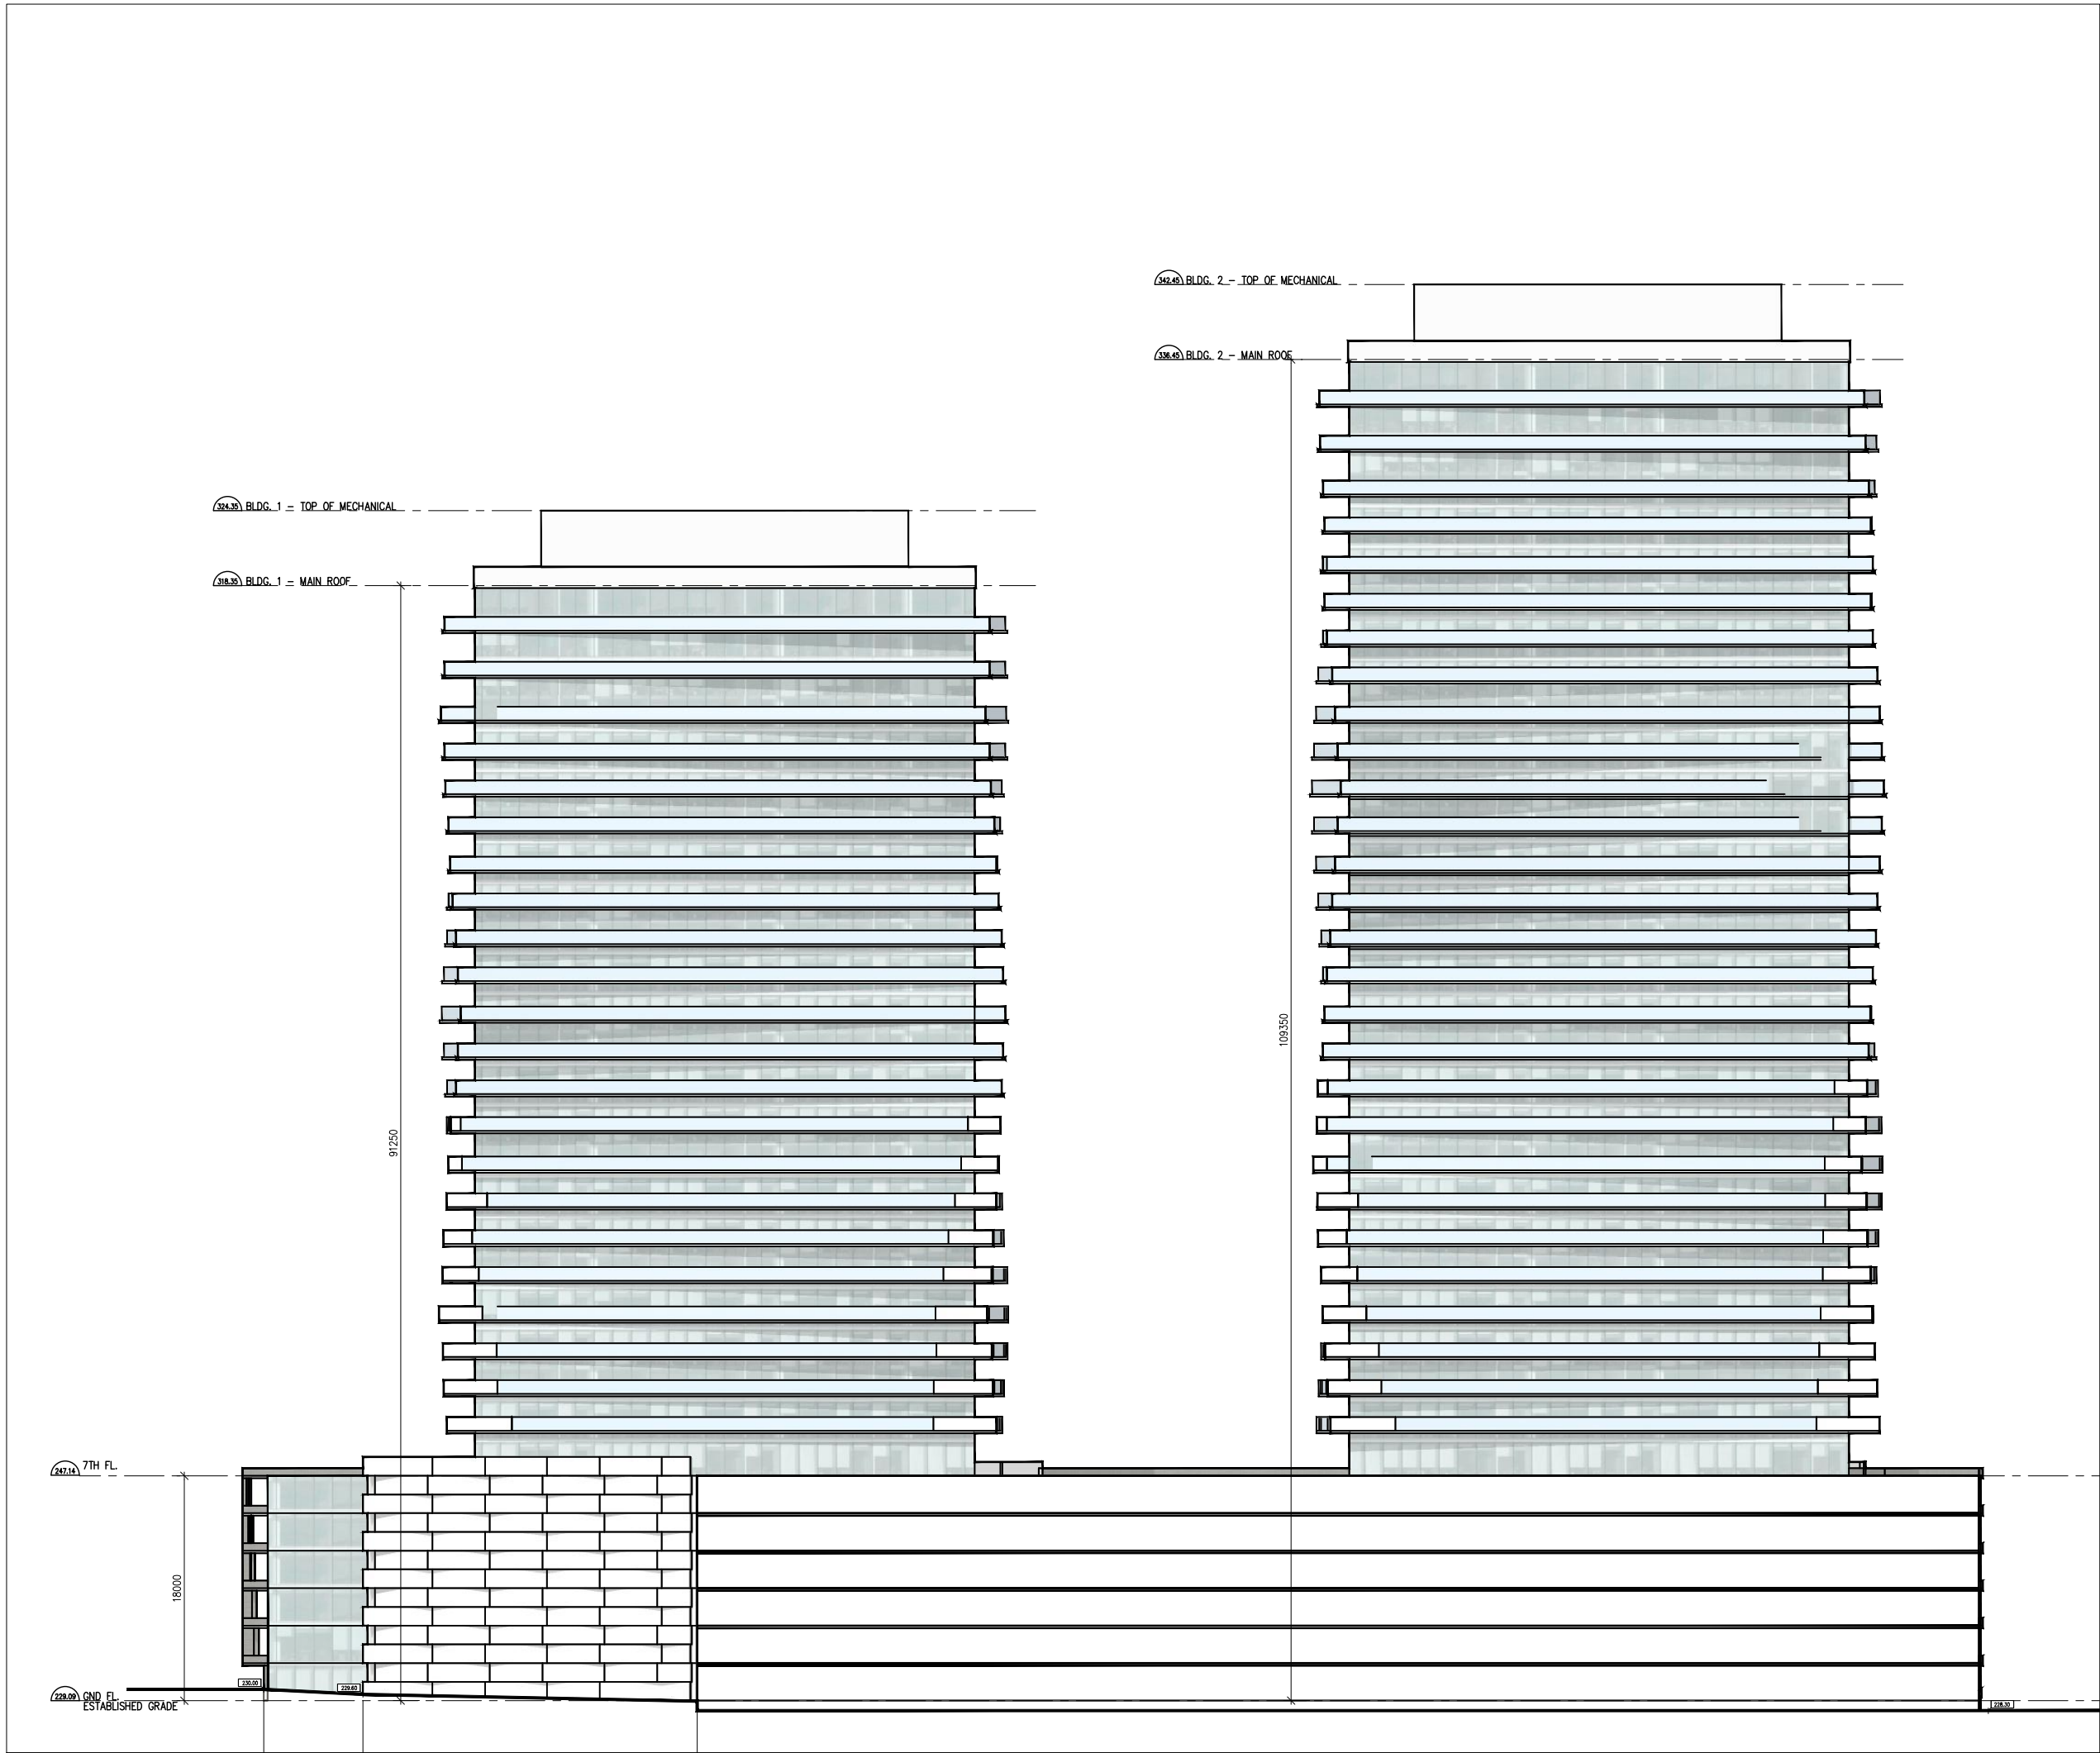 342.45 BLDG. 2 - TOP OF MECHANICAL
336.45 BLDG. 2 - MAIN ROOF
324.35 BLDG. 1 - TOP OF MECHANICAL
318.35 BLDG. 1 - MAIN ROOF
109350
91250
247.14 7TH FL.
18000
230.00
229.60
229.09 GND FL.
ESTABLISHED GRADE
228.30